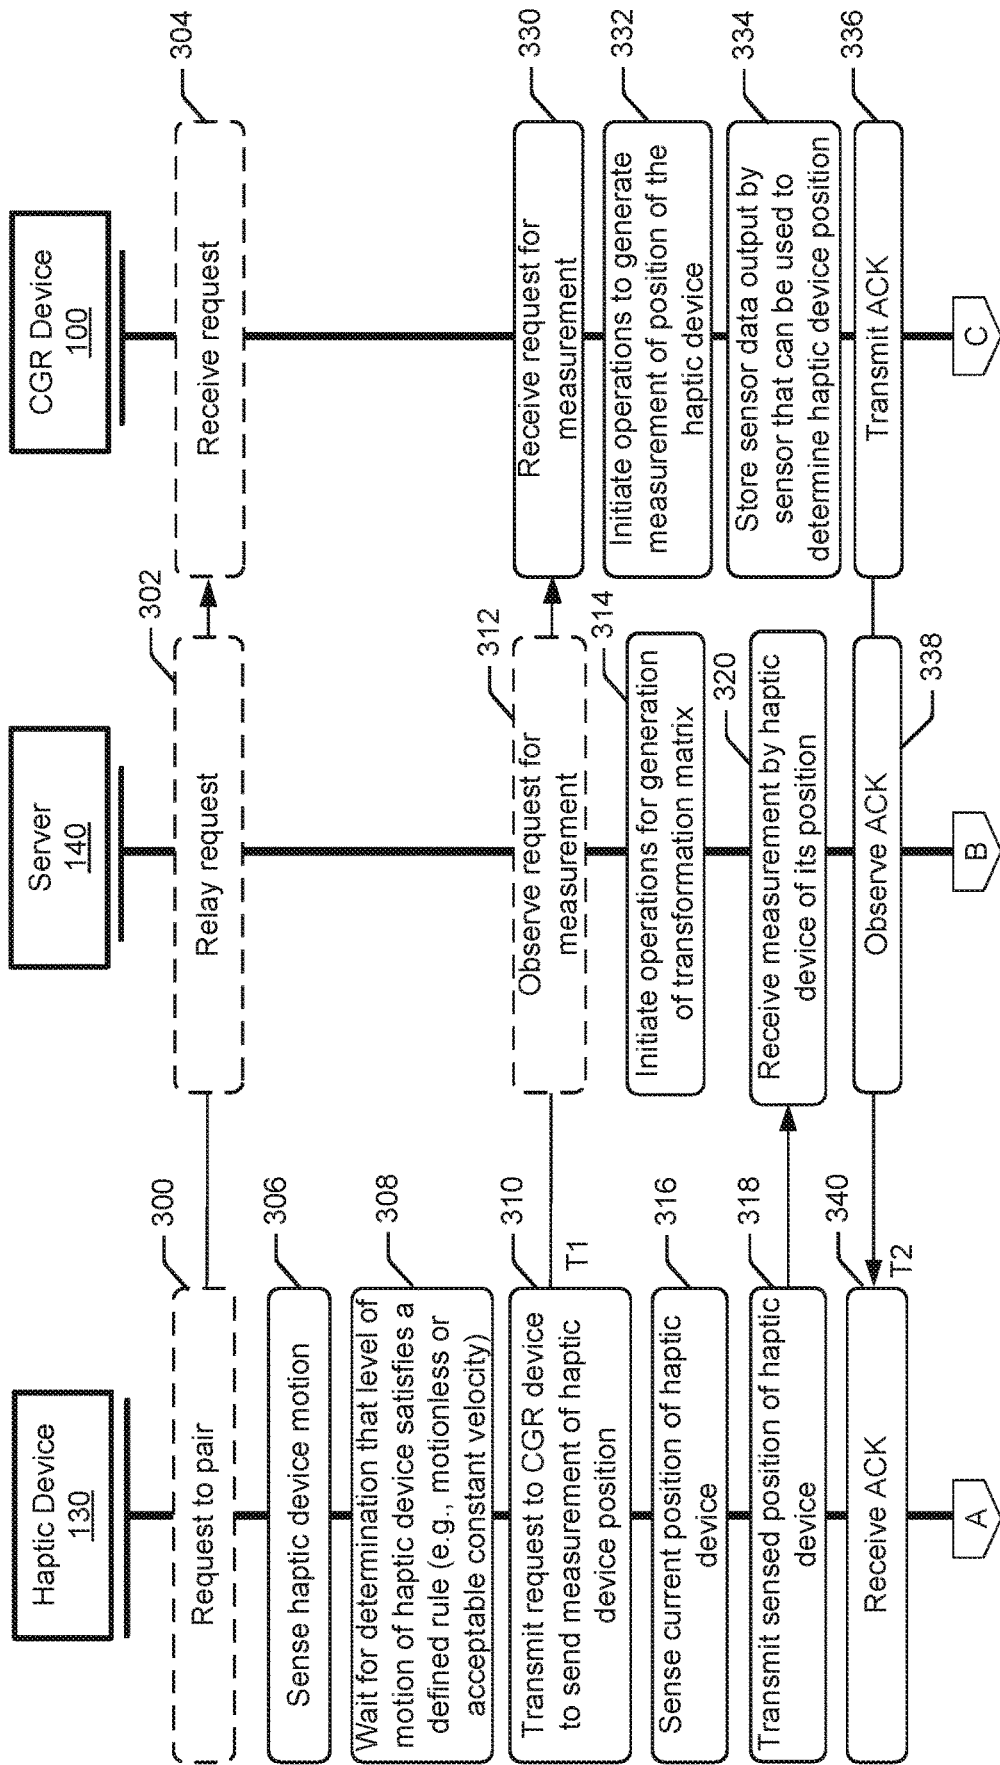 Haptic Device
130
Server
140
CGR Device
100
300
Request to pair
302
Relay request
304
Receive request
306
Sense haptic device motion
308
Wait for determination that level of
motion of haptic device satisfies a
defined rule (e.g., motionless or
acceptable constant velocity)
310
Transmit request to CGR device
to send measurement of haptic
device position
T1
312
Observe request for
measurement
330
Receive request for
measurement
314
Initiate operations for generation
of transformation matrix
332
Initiate operations to generate
measurement of position of the
haptic device
316
Sense current position of haptic
device
318
Transmit sensed position of haptic
device
320
Receive measurement by haptic
device of its position
334
Store sensor data output by
sensor that can be used to
determine haptic device position
340
Receive ACK
T2
Observe ACK
338
336
Transmit ACK
A
B
C